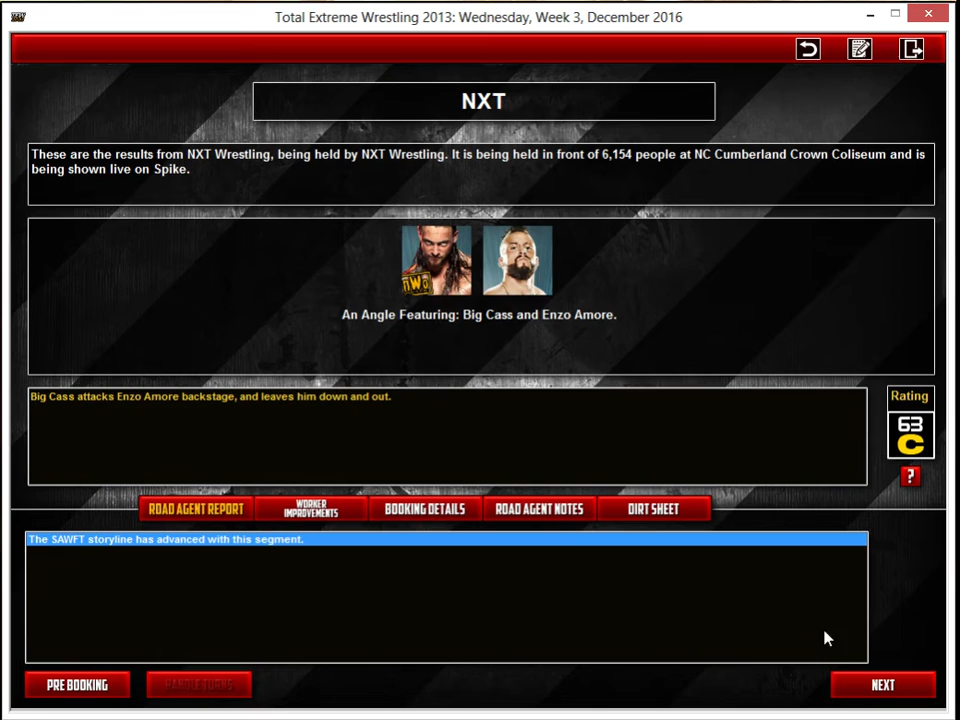 Total Extreme Wrestling 2013: Wednesday, Week 3, December 2016
NXT
These are the results from NXT Wrestling, being held by NXT Wrestling. It is being held in front of 6,154 people at NC Cumberland Crown Coliseum and is
being shown live on Spike.
nWo
An Angle Featuring: Big Cass and Enzo Amore.
Big Cass attacks Enzo Amore backstage, and leaves him down and out.
Rating
63
C
?
ROAD AGENT REPORT
WORKER
IMPROVEMENTS
BOOKING DETAILS
ROAD AGENT NOTES
DIRT SHEET
The SAWFT storyline has advanced with this segment.
PRE BOOKING
HANDLE TURNS
NEXT